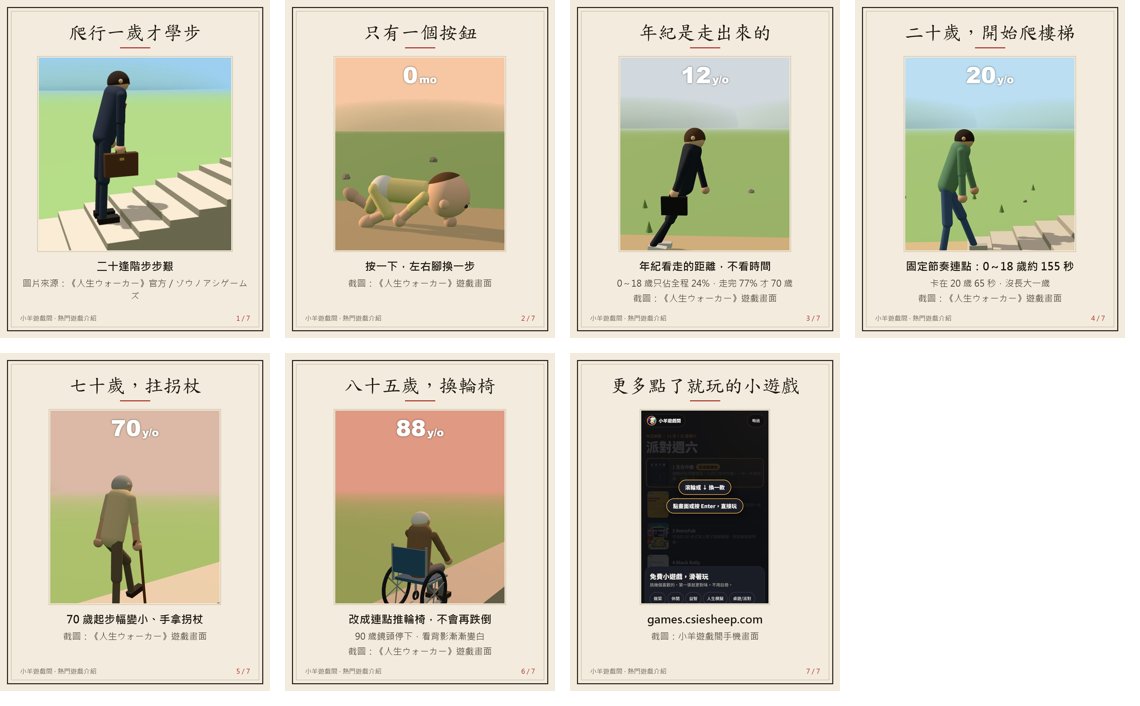 爬行一歲才學步
二十逢階步步艱
圖片來源：《人生ウォーカー》官方 / ゾウノアシゲーム
ズ
小羊遊戲間 · 熱門遊戲介紹
1 / 7
只有一個按鈕
0 mo
按一下，左右腳換一步
截圖：《人生ウォーカー》遊戲畫面
小羊遊戲間 · 熱門遊戲介紹
2 / 7
年紀是走出來的
12 y/o
年紀看走的距離，不看時間
0～18 歲只佔全程 24%，走完 77% 才 70 歲
截圖：《人生ウォーカー》遊戲畫面
小羊遊戲間 · 熱門遊戲介紹
3 / 7
二十歲，開始爬樓梯
20 y/o
固定節奏連點：0～18 歲約 155 秒
卡在 20 歲 65 秒，沒長大一歲
截圖：《人生ウォーカー》遊戲畫面
小羊遊戲間 · 熱門遊戲介紹
4 / 7
七十歲，拄拐杖
70 y/o
70 歲起步幅變小、手拿拐杖
截圖：《人生ウォーカー》遊戲畫面
小羊遊戲間 · 熱門遊戲介紹
5 / 7
八十五歲，換輪椅
88 y/o
改成連點推輪椅，不會再跌倒
90 歲鏡頭停下，看背影漸漸變白
截圖：《人生ウォーカー》遊戲畫面
小羊遊戲間 · 熱門遊戲介紹
6 / 7
更多點了就玩的小遊戲
小羊遊戲間
派對週六
滾輪或 ↓ 換一款
點畫面或按 Enter，直接玩
免費小遊戲，滑著玩
games.csiesheep.com
截圖：小羊遊戲間手機畫面
小羊遊戲間 · 熱門遊戲介紹
7 / 7